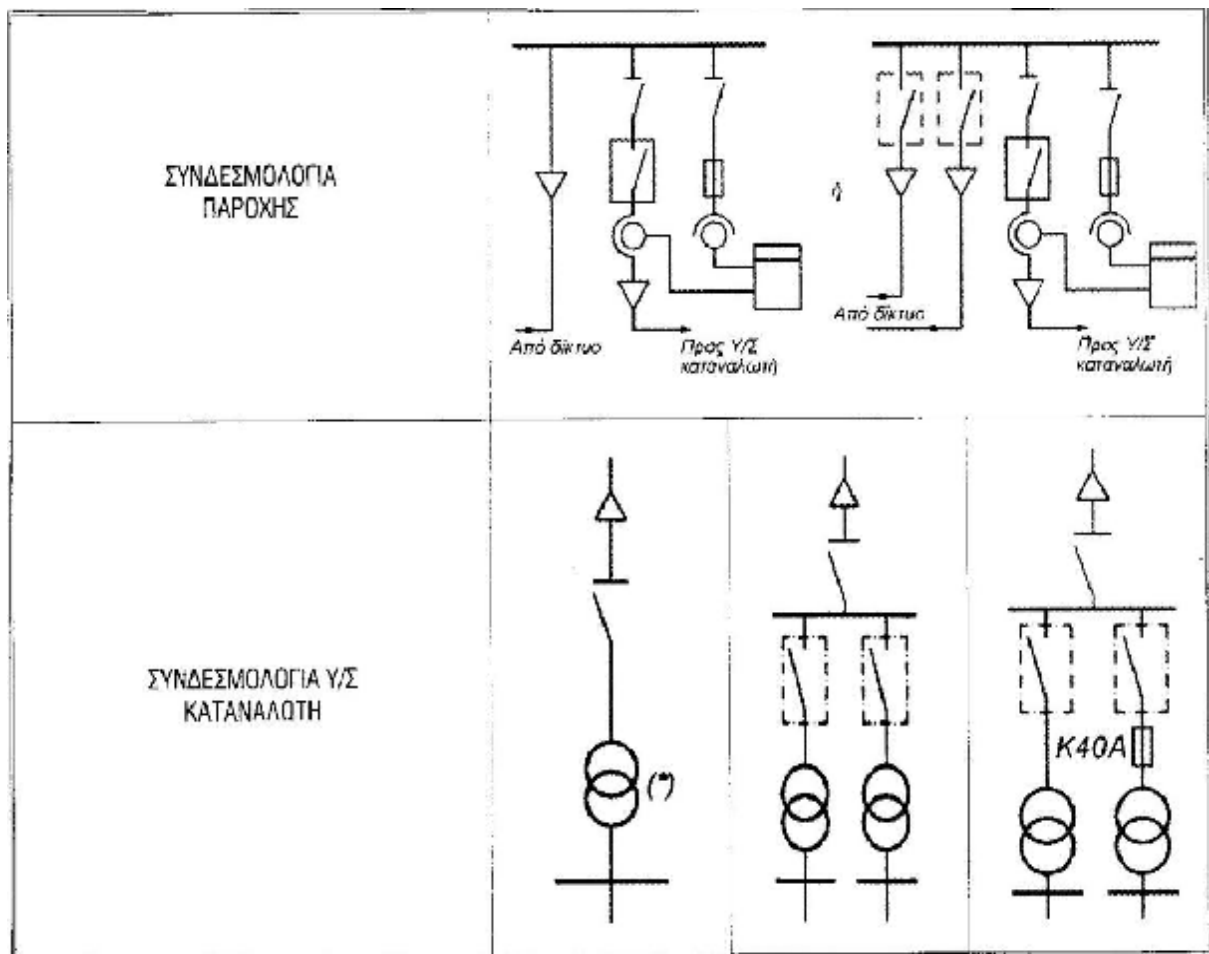 ΣΥΝΔΕΣΜΟΛΟΓΙΑ
ΠΑΡΟΧΗΣ
ή
Από δίκτυο
Προς Υ/Σ
καταναλωτή
Από δίκτυο
Προς Υ/Σ
καταναλωτή
ΣΥΝΔΕΣΜΟΛΟΓΙΑ Υ/Σ
ΚΑΤΑΝΑΛΩΤΗ
(*)
K40A